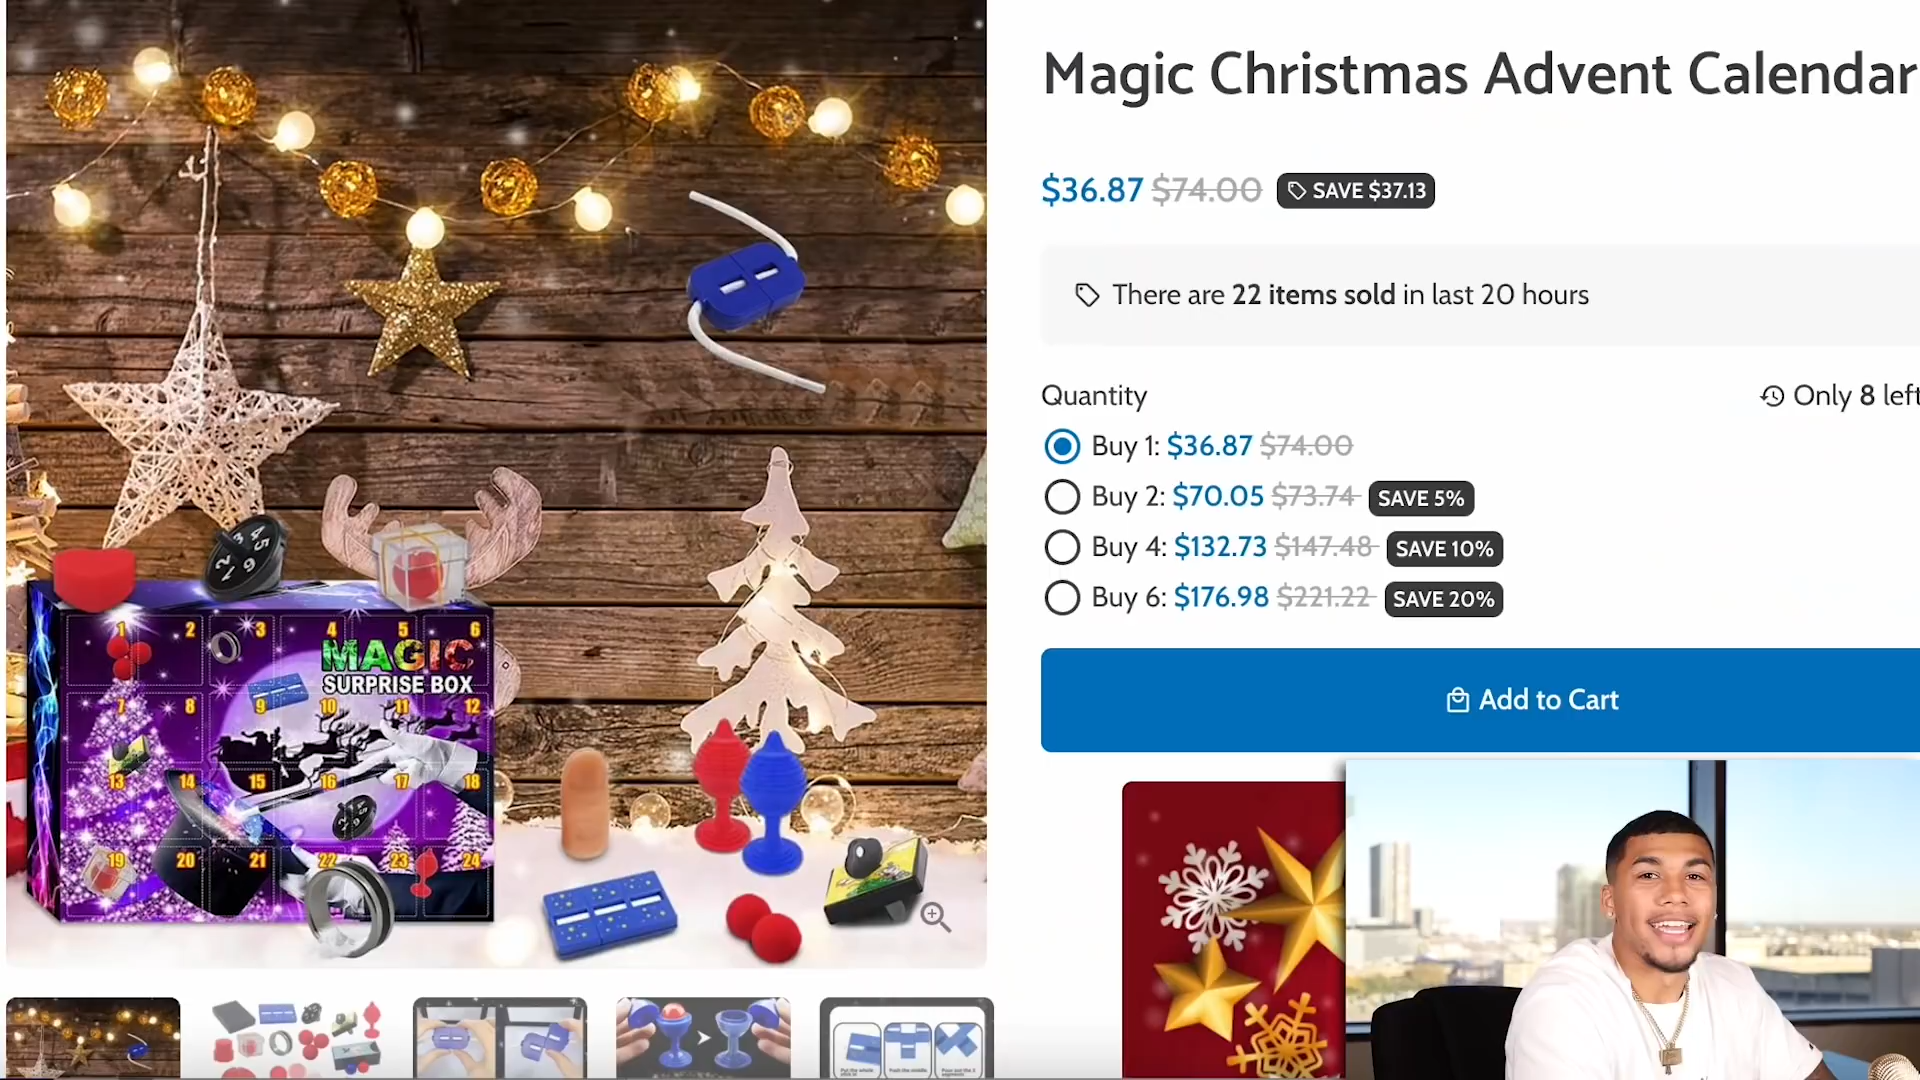 Magic Christmas Advent Calendar
$36.87 $74.00 SAVE $37.13
There are 22 items sold in last 20 hours
Quantity
Only 8 left
Buy 1: $36.87 $74.00
Buy 2: $70.05 $73.74 SAVE 5%
Buy 4: $132.73 $147.48 SAVE 10%
Buy 6: $176.98 $221.22 SAVE 20%
Add to Cart
MAGIC
SURPRISE BOX
1 2 3 4 5 6
7 8 9 10 11 12
13 14 15 16 17 18
19 20 21 22 23 24